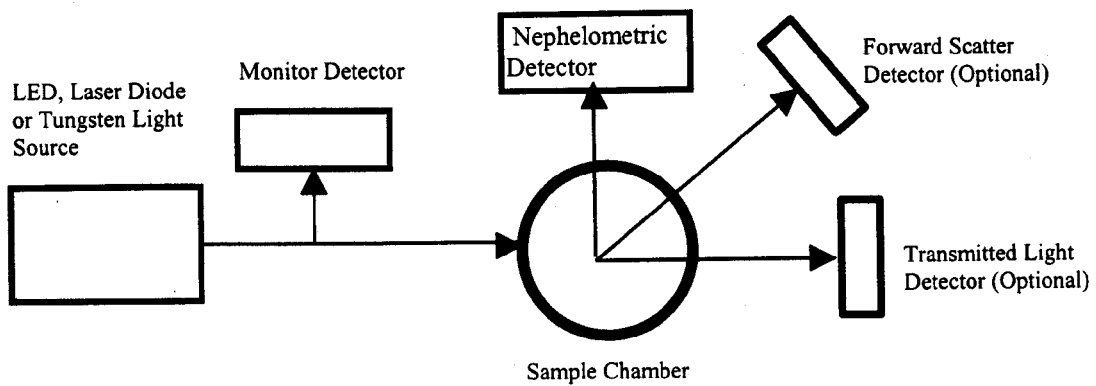 LED, Laser Diode
or Tungsten Light
Source
Monitor Detector
Nephelometric
Detector
Forward Scatter
Detector (Optional)
Transmitted Light
Detector (Optional)
Sample Chamber